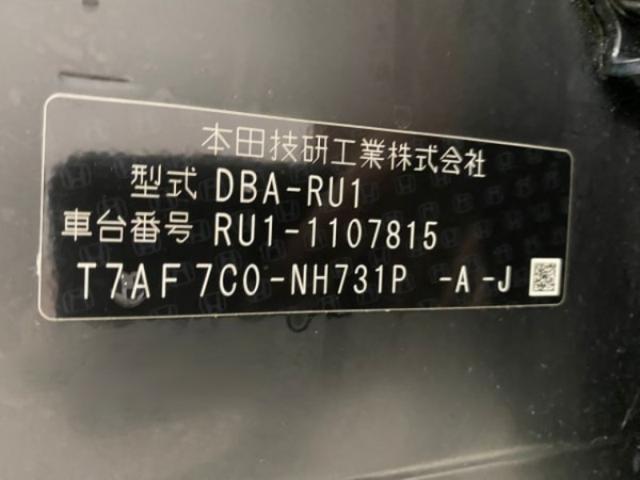 本田技研工業株式会社
型式 DBA-RU1
車台番号 RU1-1107815
T7AF7C0-NH731P -A-J